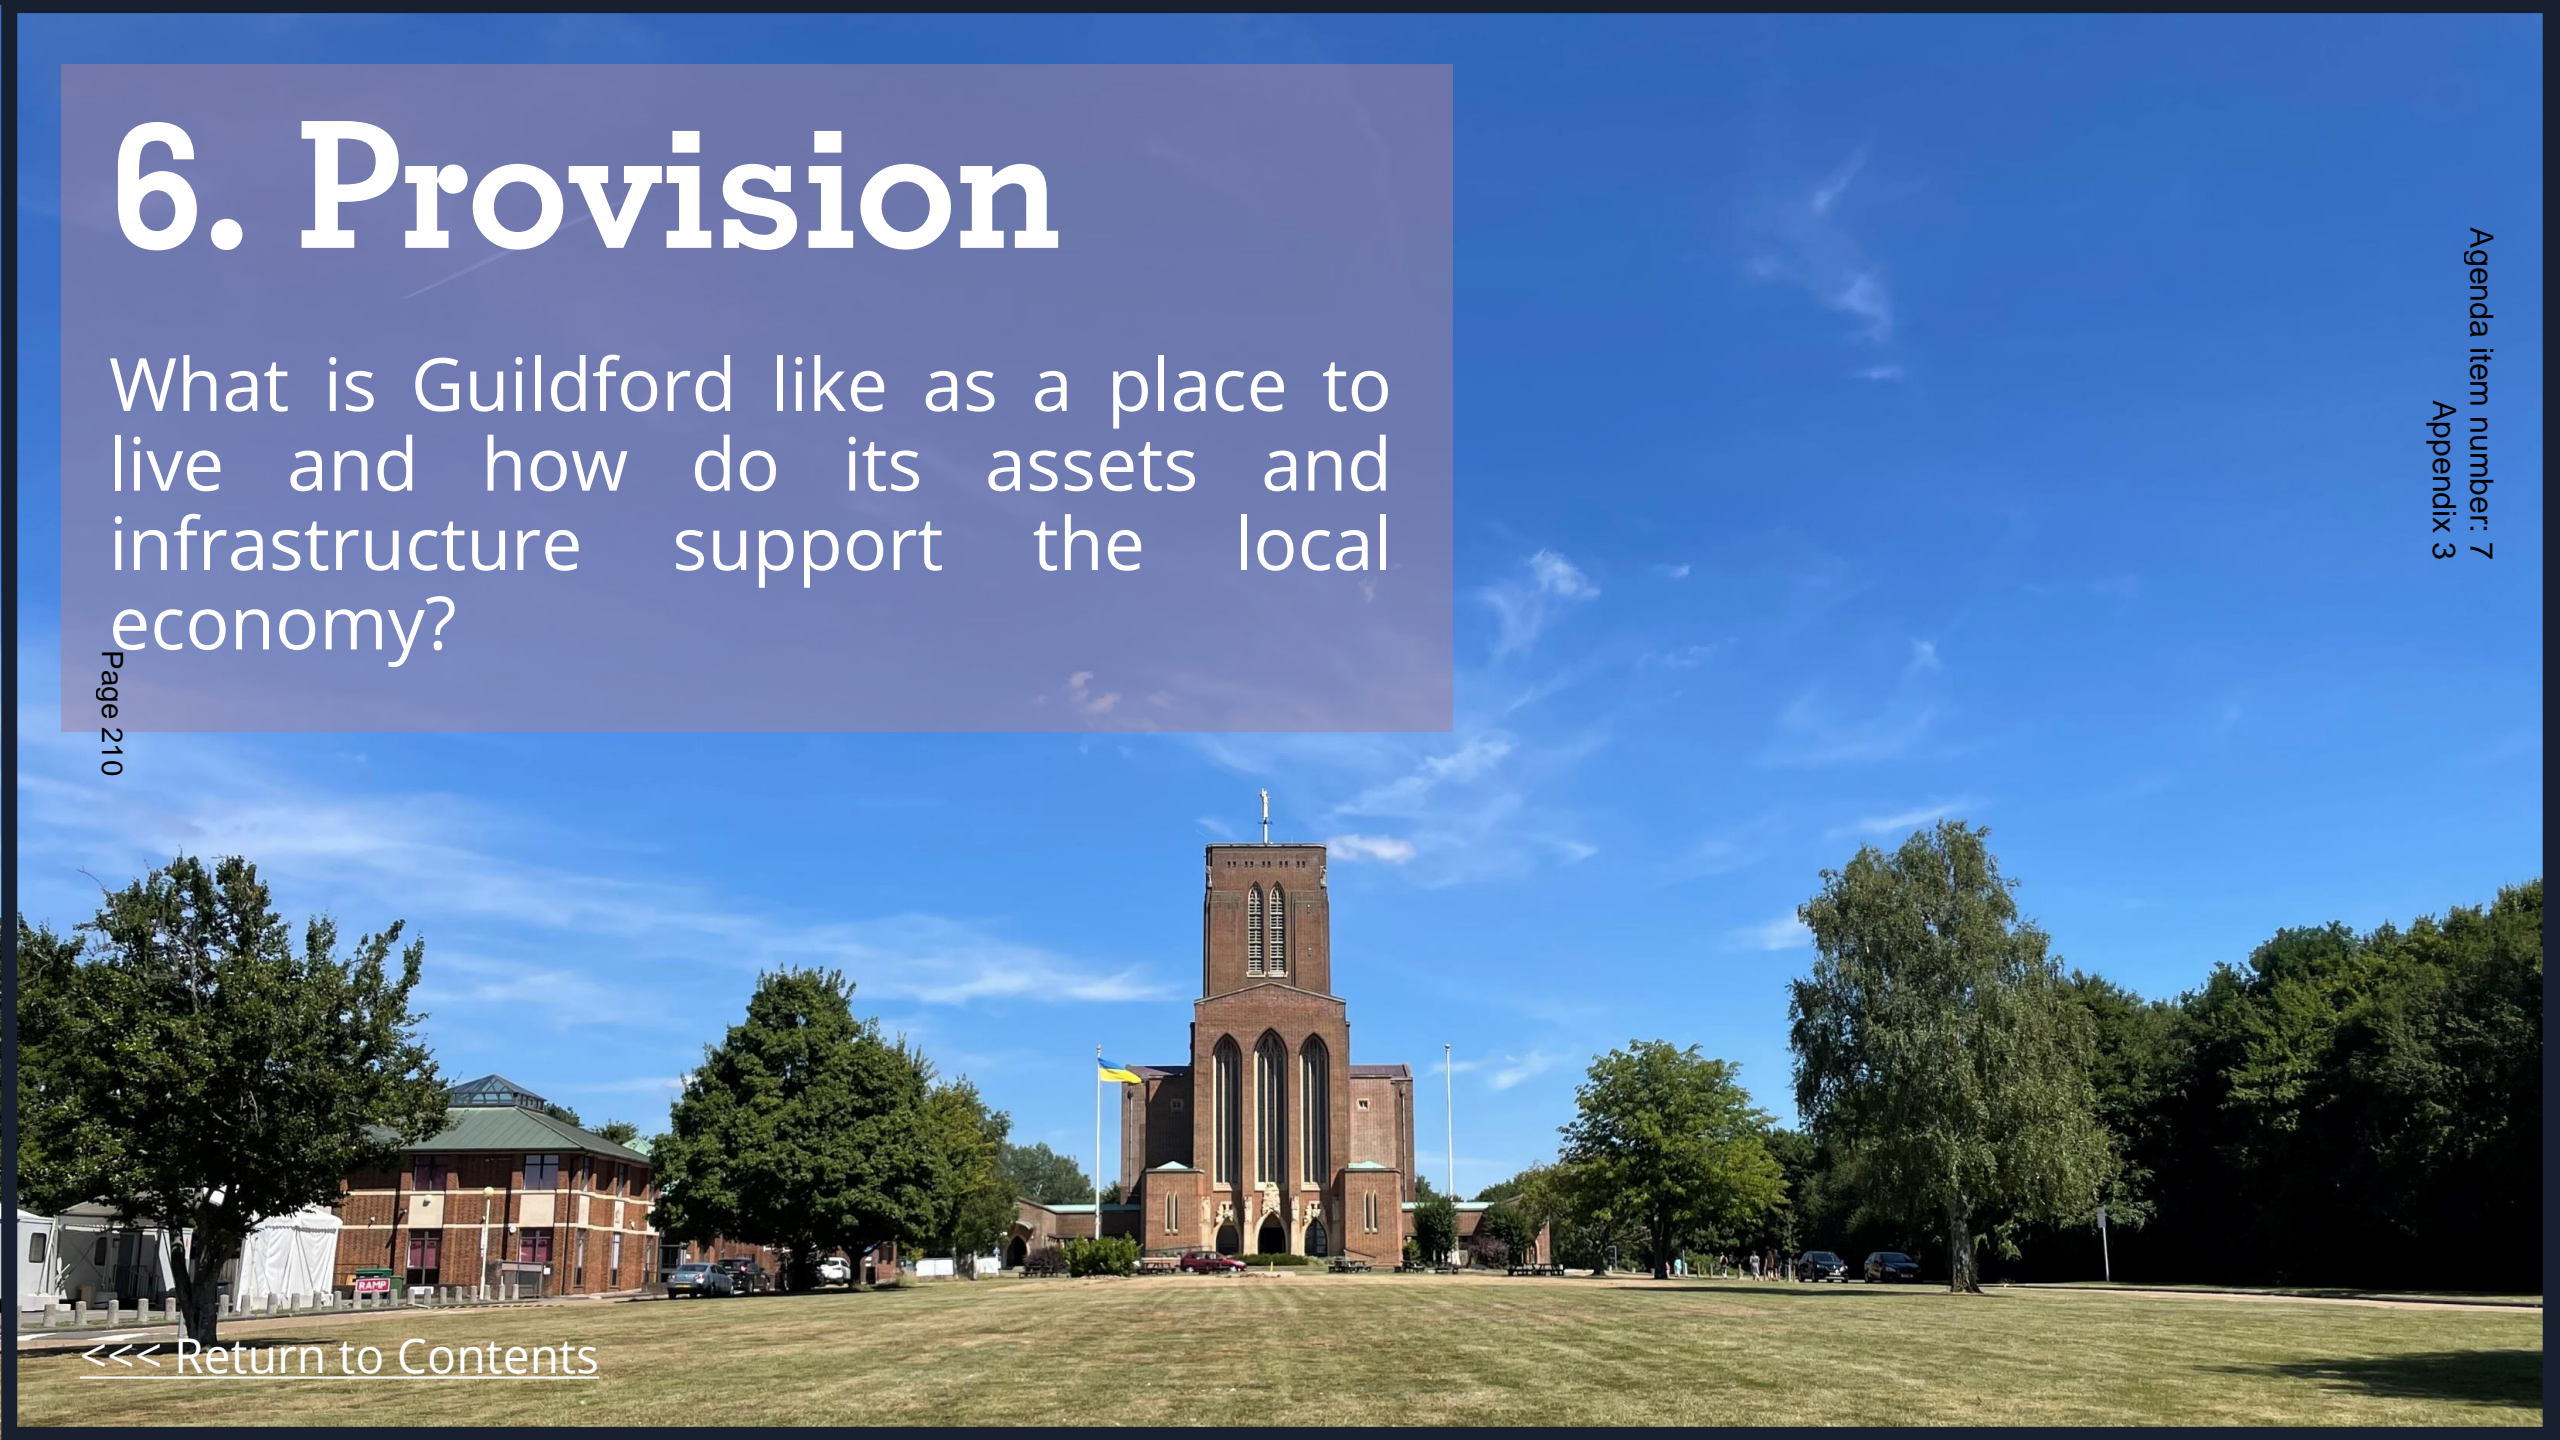 6. Provision
What is Guildford like as a place to
live and how do its assets and
infrastructure support the local
economy?
Agenda item number: 7
Appendix 3
Page 210
RAMP
<<< Return to Contents